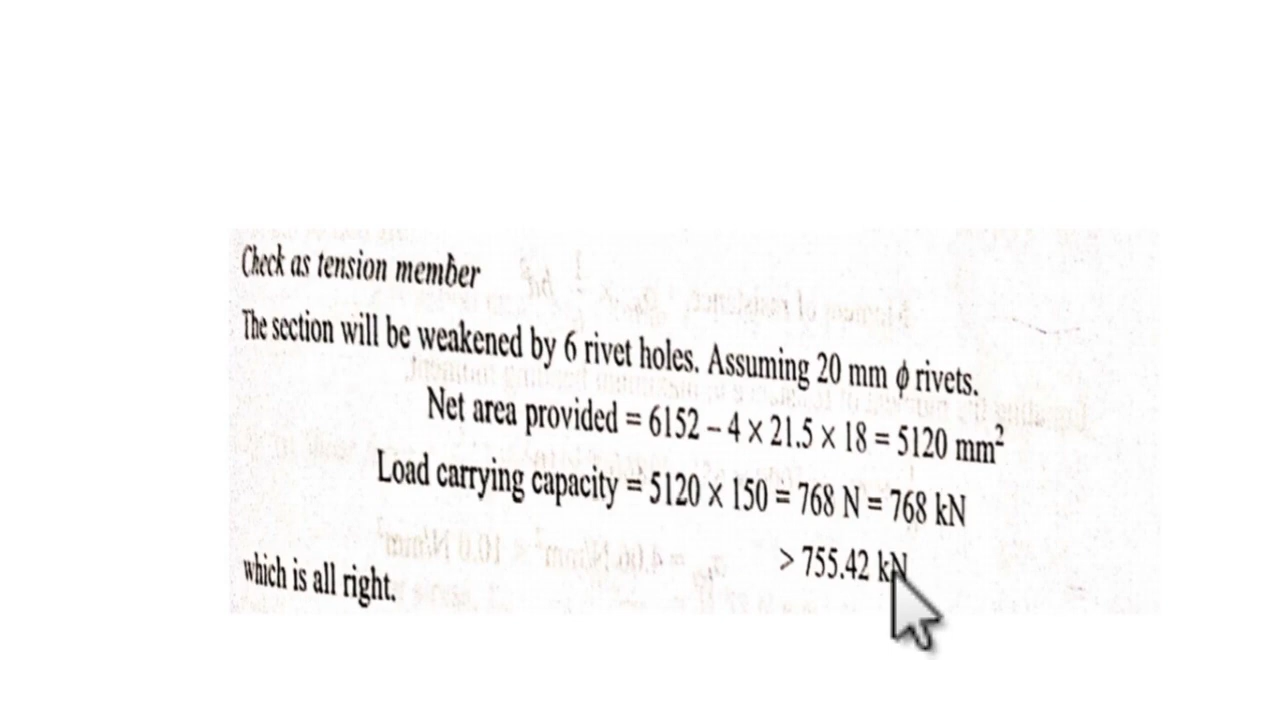 Check as tension member
The section will be weakened by 6 rivet holes. Assuming 20 mm ϕ rivets.
Net area provided = 6152 – 4 × 21.5 × 18 = 5120 mm²
Load carrying capacity = 5120 × 150 = 768 N = 768 kN
> 755.42 kN
which is all right.